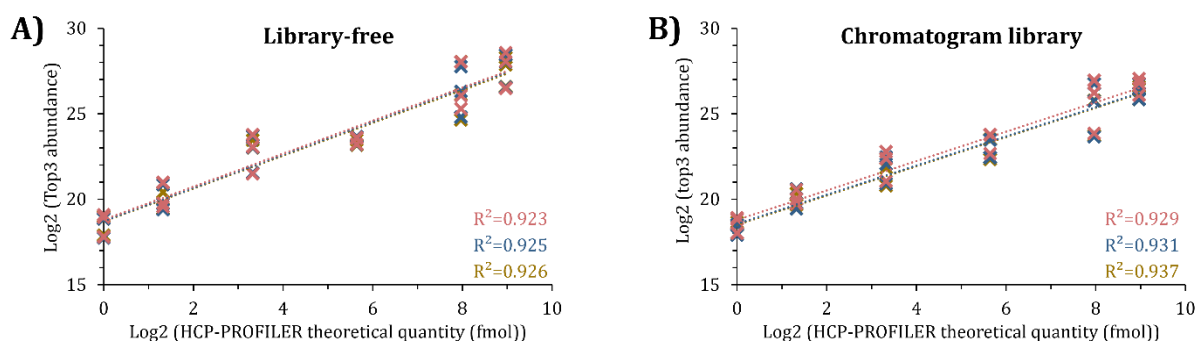 A)
Library-free
Log2 (Top3 abundance)
30
25
20
15
R²=0.923
R²=0.925
R²=0.926
0 2 4 6 8 10
Log2 (HCP-PROFILER theoretical quantity (fmol))
B)
Chromatogram library
Log2 (top3 abundance)
30
25
20
15
R²=0.929
R²=0.931
R²=0.937
0 2 4 6 8 10
Log2 (HCP-PROFILER theoretical quantity (fmol))